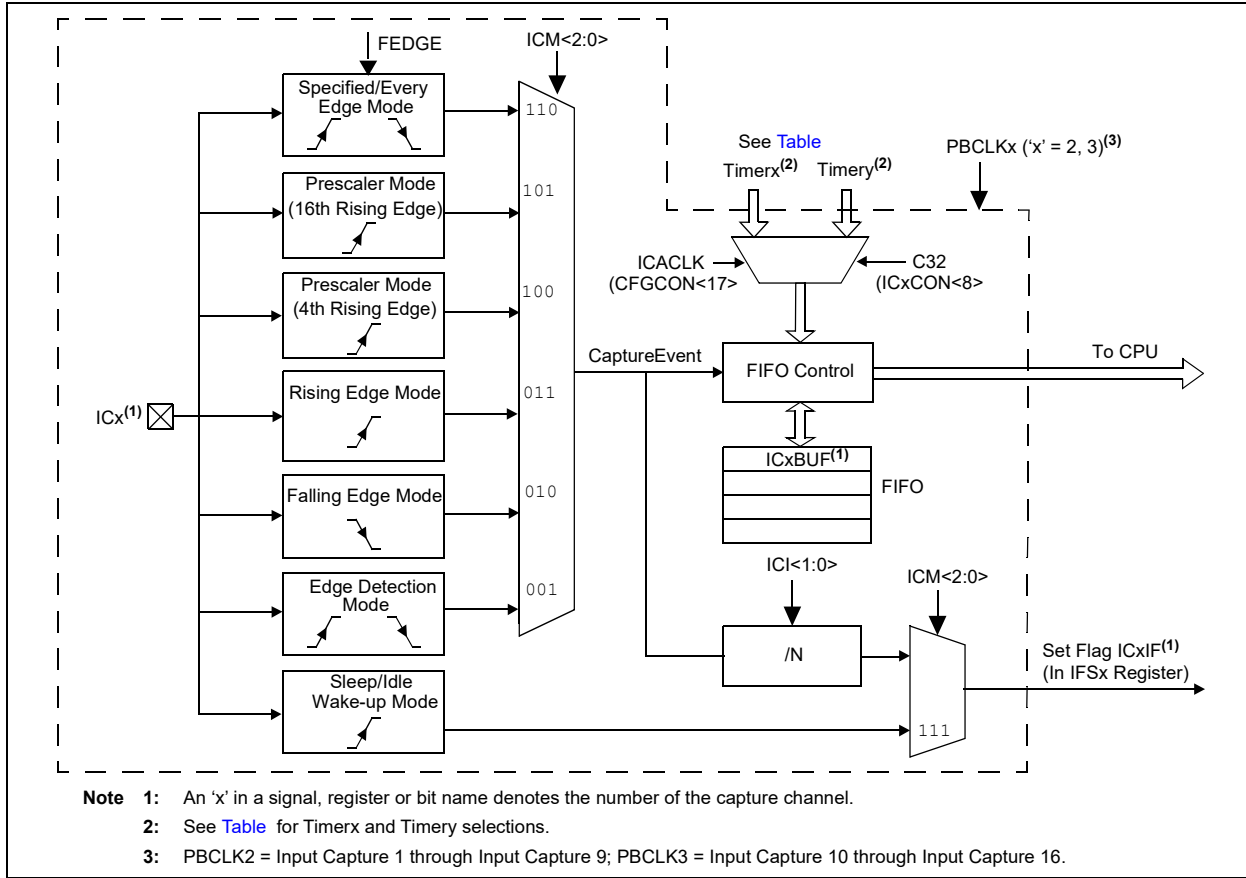 FEDGE
ICM<2:0>
Specified/Every
Edge Mode
110
See Table
Timerx(2)
Timery(2)
PBCLKx (‘x’ = 2, 3)(3)
Prescaler Mode
(16th Rising Edge)
101
ICACLK
(CFGCON<17>
C32
(ICxCON<8>
Prescaler Mode
(4th Rising Edge)
100
CaptureEvent
FIFO Control
To CPU
ICx(1)
Rising Edge Mode
011
ICxBUF(1)
FIFO
Falling Edge Mode
010
ICI<1:0>
ICM<2:0>
Edge Detection
Mode
001
/N
Set Flag ICxIF(1)
(In IFSx Register)
Sleep/Idle
Wake-up Mode
111
Note 1: An ‘x’ in a signal, register or bit name denotes the number of the capture channel.
2: See Table for Timerx and Timery selections.
3: PBCLK2 = Input Capture 1 through Input Capture 9; PBCLK3 = Input Capture 10 through Input Capture 16.